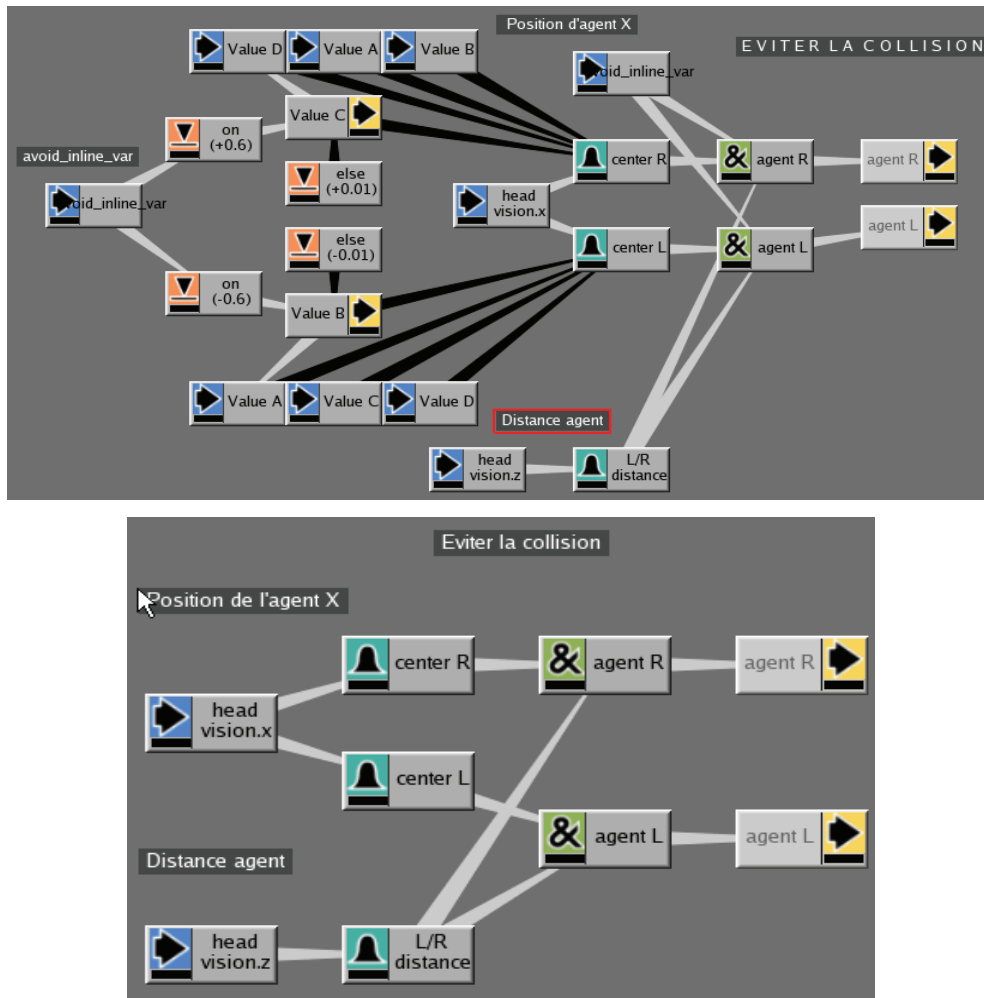 Position d'agent X
EVITER LA COLLISION
Value D
Value A
Value B
oid_inline_var
Value C
on
(+0.6)
avoid_inline_var
else
(+0.01)
center R
agent R
agent R
oid_inline_var
head
vision.x
else
(-0.01)
center L
agent L
agent L
on
(-0.6)
Value B
Value A
Value C
Value D
Distance agent
head
vision.z
L/R
distance
Eviter la collision
Position de l'agent X
center R
agent R
agent R
head
vision.x
center L
agent L
agent L
Distance agent
head
vision.z
L/R
distance